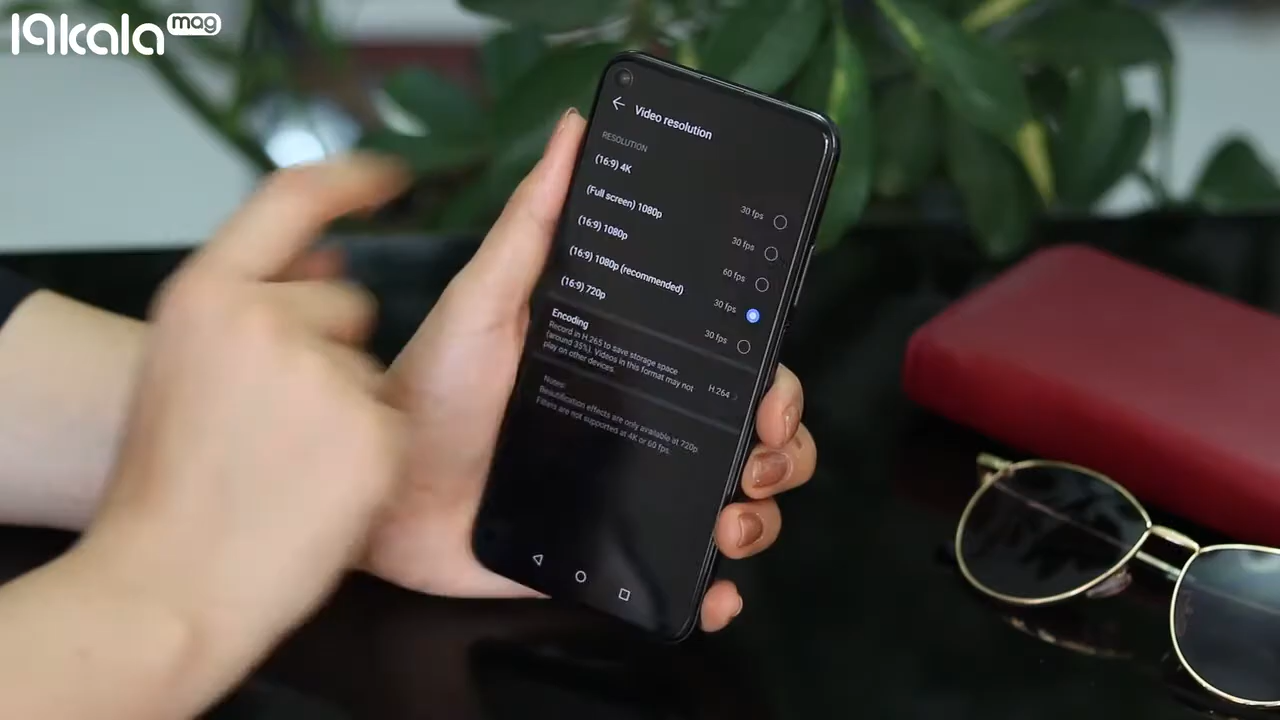 19kala mag
Video resolution
RESOLUTION
(16:9) 4K
30 fps
(Full screen) 1080p
30 fps
(16:9) 1080p
60 fps
(16:9) 1080p (recommended)
30 fps
(16:9) 720p
30 fps
Encoding
Record in H.265 to save storage space
(around 35%). Videos in this format may not
play on other devices.
H.264
Notes:
Beautification effects are only available at 720p
Filters are not supported at 4K or 60 fps.